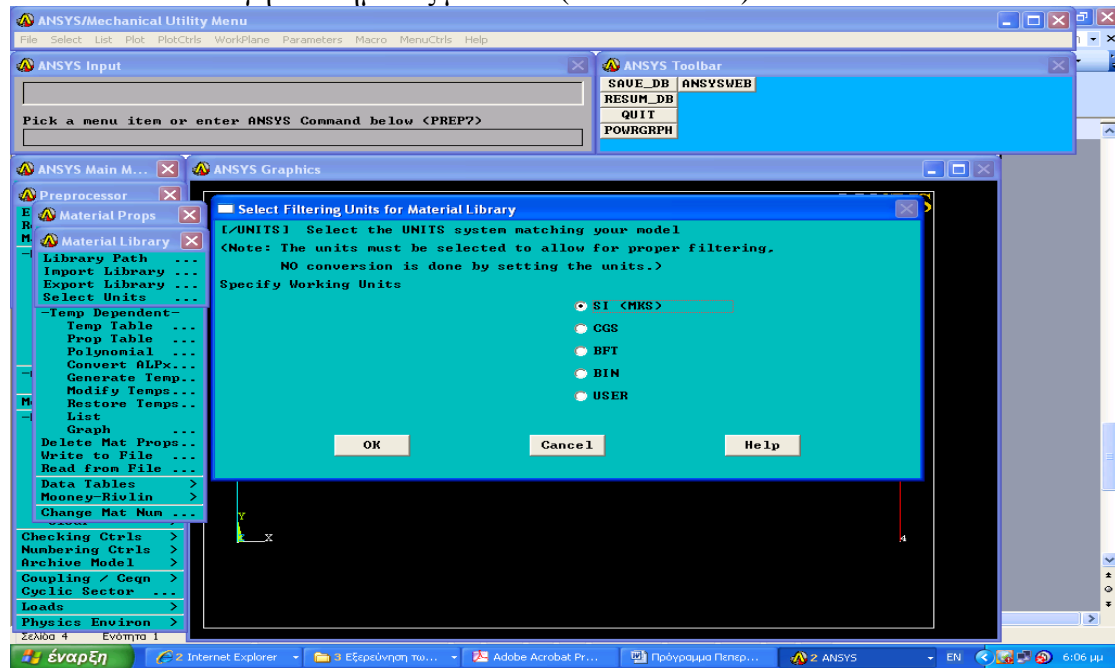 ANSYS/Mechanical Utility Menu
File Select List Plot PlotCtrls WorkPlane Parameters Macro MenuCtrls Help
ANSYS Input
Pick a menu item or enter ANSYS Command below <PREP7>
ANSYS Toolbar
SAVE_DB ANSYSWEB
RESUM_DB
QUIT
POWRGRPH
ANSYS Main M...
ANSYS Graphics
Preprocessor
Material Props
Material Library
Library Path ...
Import Library ...
Export Library ...
Select Units ...
-Temp Dependent-
Temp Table ...
Prop Table ...
Polynomial ...
Convert ALPx...
Generate Temp..
Modify Temps...
Restore Temps..
List
Graph ...
Delete Mat Props..
Write to File ...
Read from File ...
Data Tables >
Mooney-Rivlin >
Change Mat Num ...
Checking Ctrls >
Numbering Ctrls >
Archive Model >
Coupling / Ceqn >
Cyclic Sector ...
Loads >
Physics Environ >
Select Filtering Units for Material Library
[/UNITS] Select the UNITS system matching your model
<Note: The units must be selected to allow for proper filtering,
NO conversion is done by setting the units.>
Specify Working Units
SI <MKS>
CGS
BFT
BIN
USER
OK Cancel Help
Y
X
4
Σελίδα 4 Ενότητα 1
έναρξη 2 Internet Explorer 3 Εξερεύνηση τω... Adobe Acrobat Pr... Πρόγραμμα Πεπερ... 2 ANSYS EN 6:06 μμ